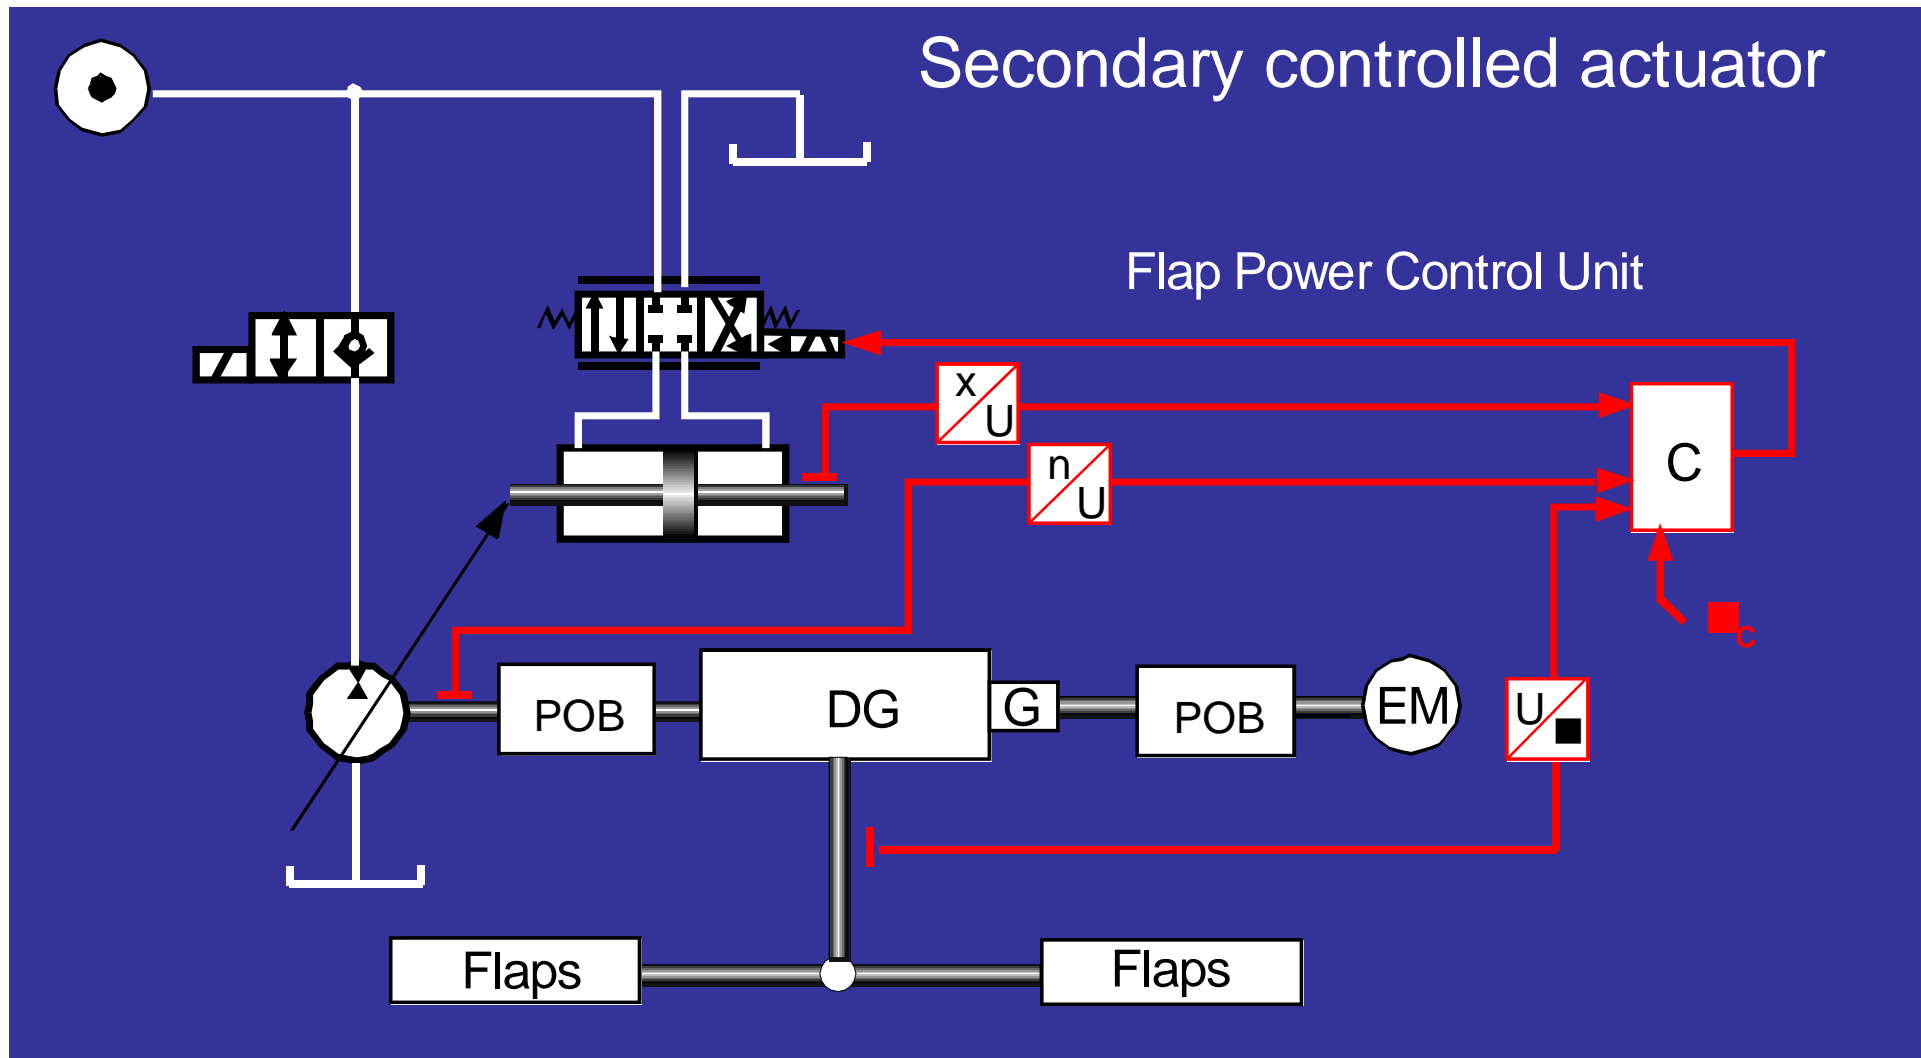 Secondary controlled actuator
Flap Power Control Unit
x
U
n
U
C
c
POB
DG
G
POB
EM
U
Flaps
Flaps